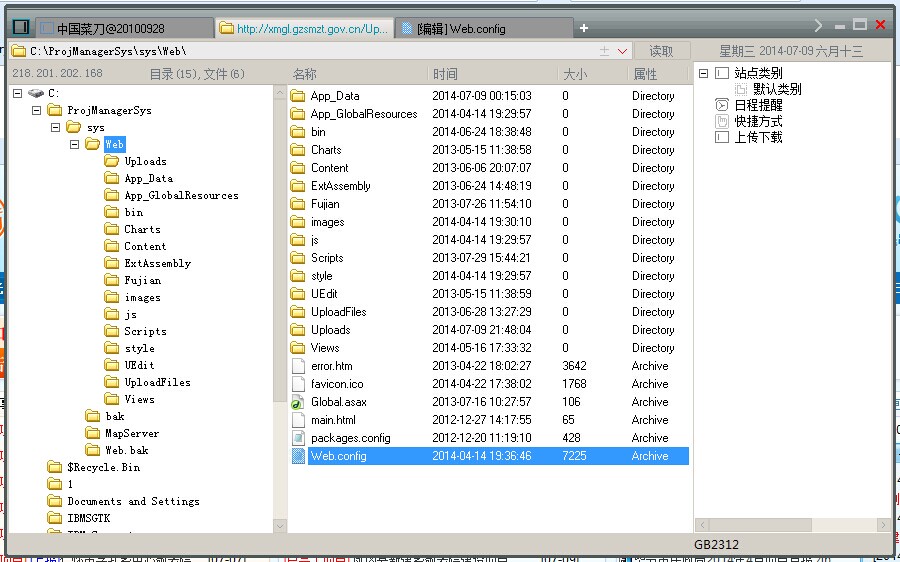 中国菜刀@20100928
http://xmgl.gzsmzt.gov.cn/Up...
[编辑] Web.config
C:\ProjManagerSys\sys\Web\
读取
星期三 2014-07-09 六月十三
218.201.202.168
目录(15),文件(6)
名称 时间 大小 属性
C:
ProjManagerSys
sys
Web
Uploads
App_Data
App_GlobalResources
bin
Charts
Content
ExtAssembly
Fujian
images
js
Scripts
style
UEdit
UploadFiles
Views
bak
MapServer
Web.bak
$Recycle.Bin
1
Documents and Settings
IBMSGTK
App_Data 2014-07-09 00:15:03 0 Directory
App_GlobalResources 2014-04-14 19:29:57 0 Directory
bin 2014-06-24 18:38:48 0 Directory
Charts 2013-05-15 11:38:58 0 Directory
Content 2013-06-06 20:07:07 0 Directory
ExtAssembly 2013-06-24 14:48:19 0 Directory
Fujian 2013-07-26 11:54:10 0 Directory
images 2014-04-14 19:30:10 0 Directory
js 2014-04-14 19:29:57 0 Directory
Scripts 2013-07-29 15:44:21 0 Directory
style 2014-04-14 19:29:57 0 Directory
UEdit 2013-05-15 11:38:59 0 Directory
UploadFiles 2013-06-28 13:27:29 0 Directory
Uploads 2014-07-09 21:48:04 0 Directory
Views 2014-05-16 17:33:32 0 Directory
error.htm 2013-04-22 18:02:27 3642 Archive
favicon.ico 2014-04-22 17:38:02 1768 Archive
Global.asax 2013-07-16 10:27:57 106 Archive
main.html 2012-12-27 14:17:55 65 Archive
packages.config 2012-12-20 11:19:10 428 Archive
Web.config 2014-04-14 19:36:46 7225 Archive
站点类别
默认类别
日程提醒
快捷方式
上传下载
GB2312